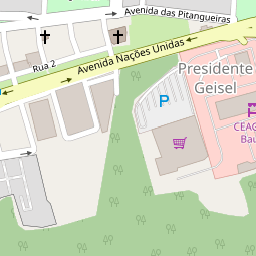 Avenida das Pitangueiras
Avenida Nações Unidas
Rua 2
Presidente
Geisel
P
CEAG
Bau